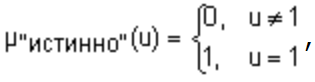 μ"истинно"(u) = {0, u ≠ 1
1, u = 1 ,